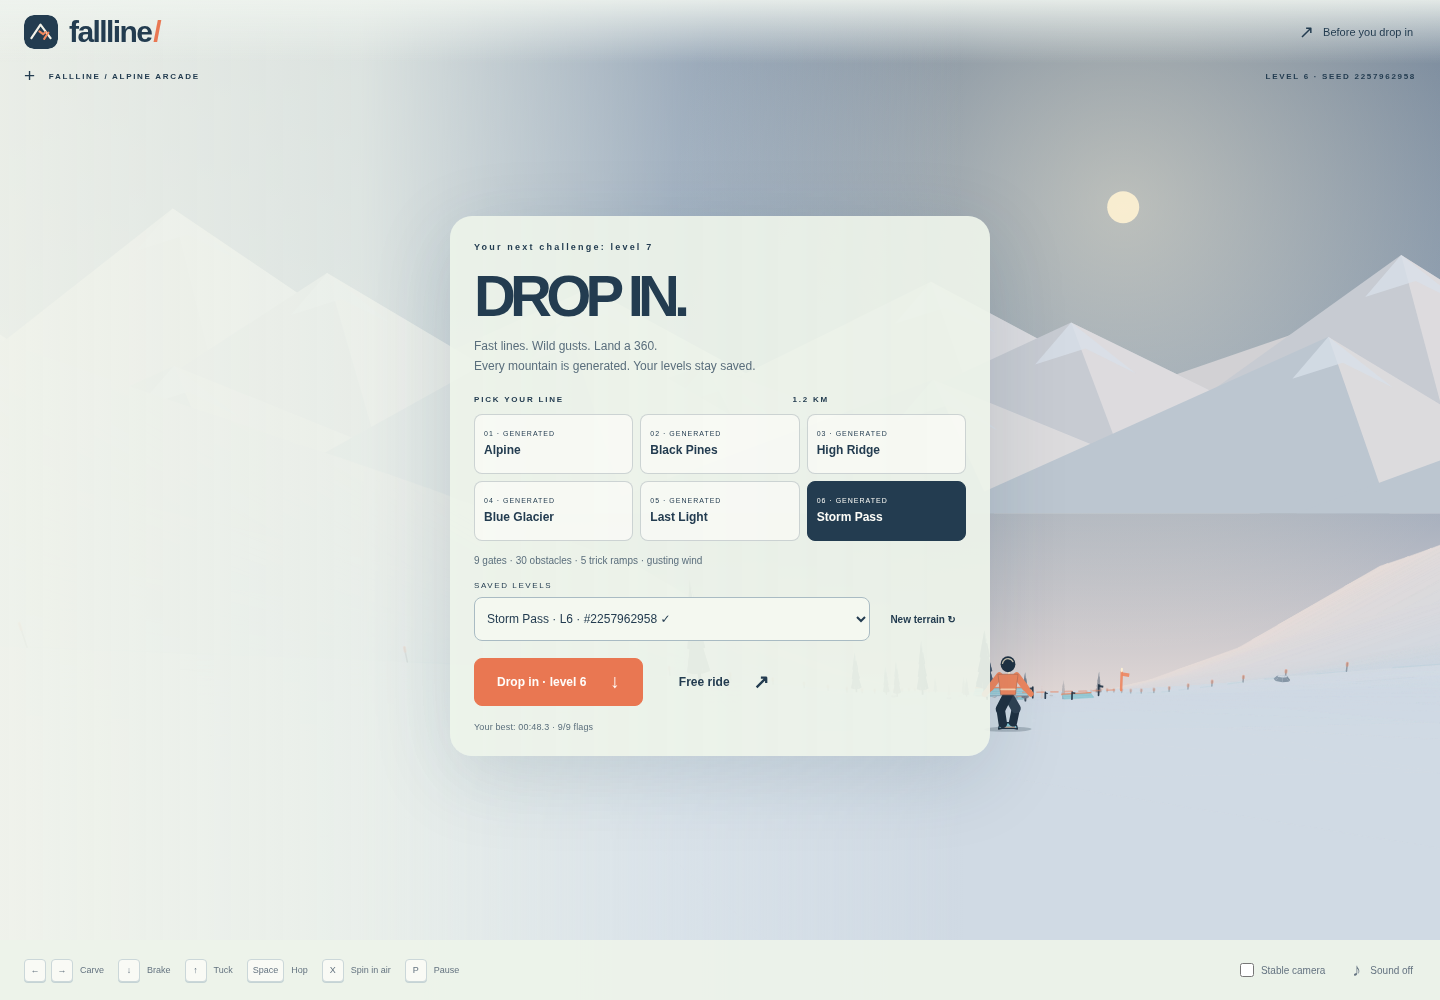 fallline/
↗ Before you drop in
+ FALLLINE / ALPINE ARCADE
LEVEL 6 · SEED 2257962958
Your next challenge: level 7
DROP IN.
Fast lines. Wild gusts. Land a 360.
Every mountain is generated. Your levels stay saved.
PICK YOUR LINE
1.2 KM
01 · GENERATED
Alpine
02 · GENERATED
Black Pines
03 · GENERATED
High Ridge
04 · GENERATED
Blue Glacier
05 · GENERATED
Last Light
06 · GENERATED
Storm Pass
9 gates · 30 obstacles · 5 trick ramps · gusting wind
SAVED LEVELS
Storm Pass · L6 · #2257962958 ✓
New terrain ↻
Drop in · level 6 ↓
Free ride ↗
Your best: 00:48.3 · 9/9 flags
← → Carve ↓ Brake ↑ Tuck Space Hop X Spin in air P Pause
Stable camera
♪ Sound off